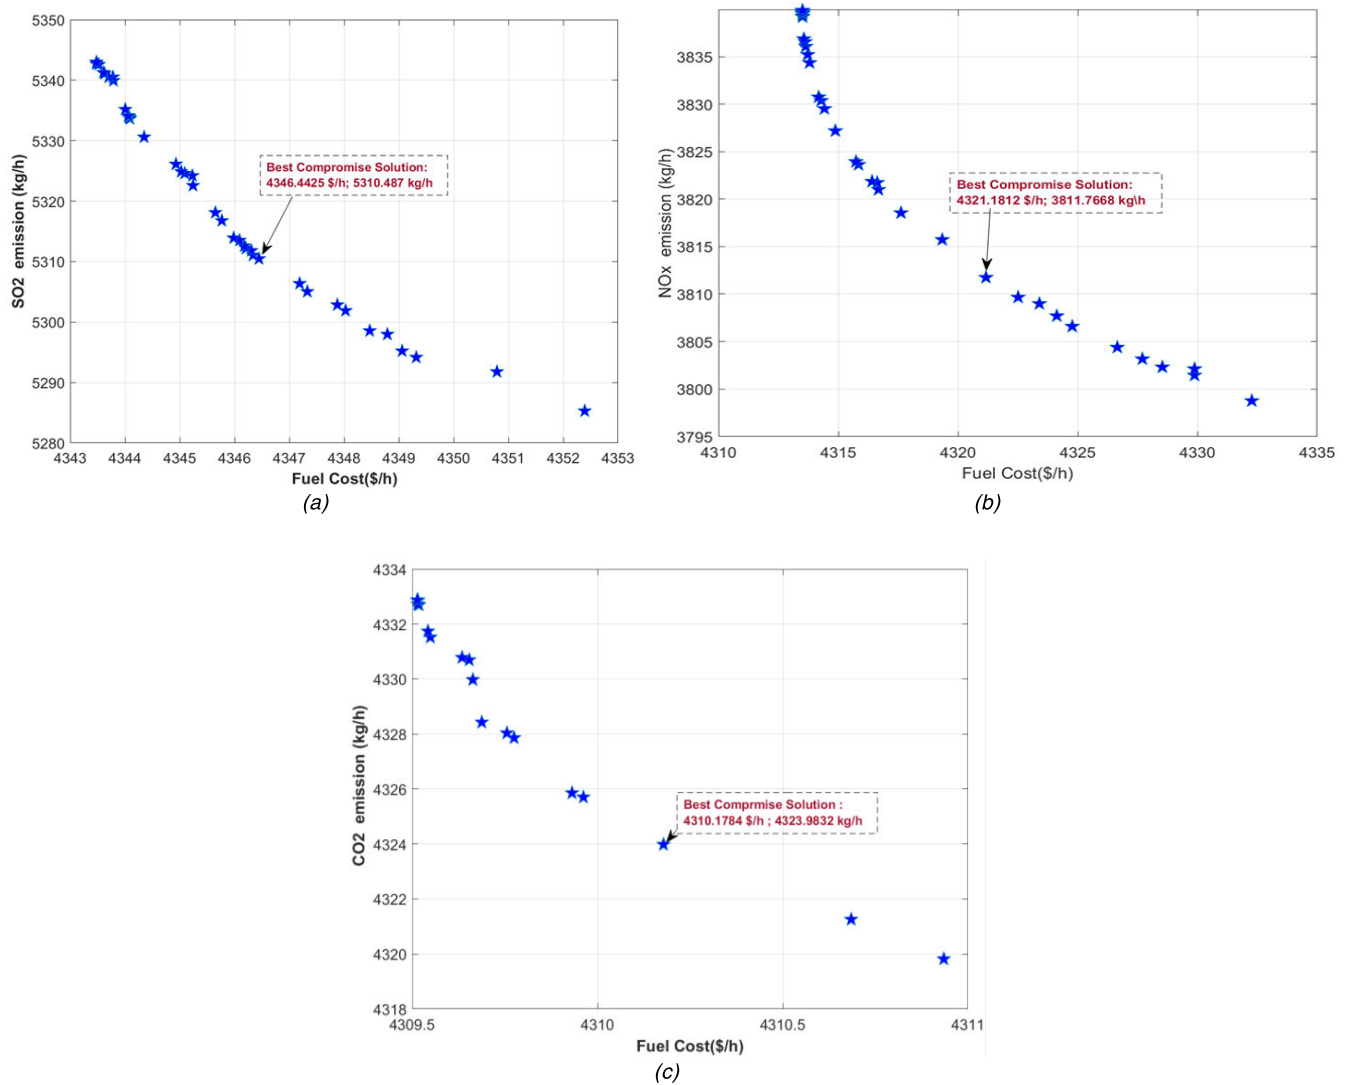 5350
5340
5330
5320
5310
5300
5290
5280
SO2 emission (kg/h)
Best Compromise Solution:
4346.4425 $/h; 5310.487 kg/h
4343 4344 4345 4346 4347 4348 4349 4350 4351 4352 4353
Fuel Cost($/h)
(a)
3835
3830
3825
3820
3815
3810
3805
3800
3795
NOx emission (kg/h)
Best Compromise Solution:
4321.1812 $/h; 3811.7668 kg\h
4310 4315 4320 4325 4330 4335
Fuel Cost($/h)
(b)
4334
4332
4330
4328
4326
4324
4322
4320
4318
CO2 emission (kg/h)
Best Comprmise Solution :
4310.1784 $/h ; 4323.9832 kg/h
4309.5 4310 4310.5 4311
Fuel Cost($/h)
(c)